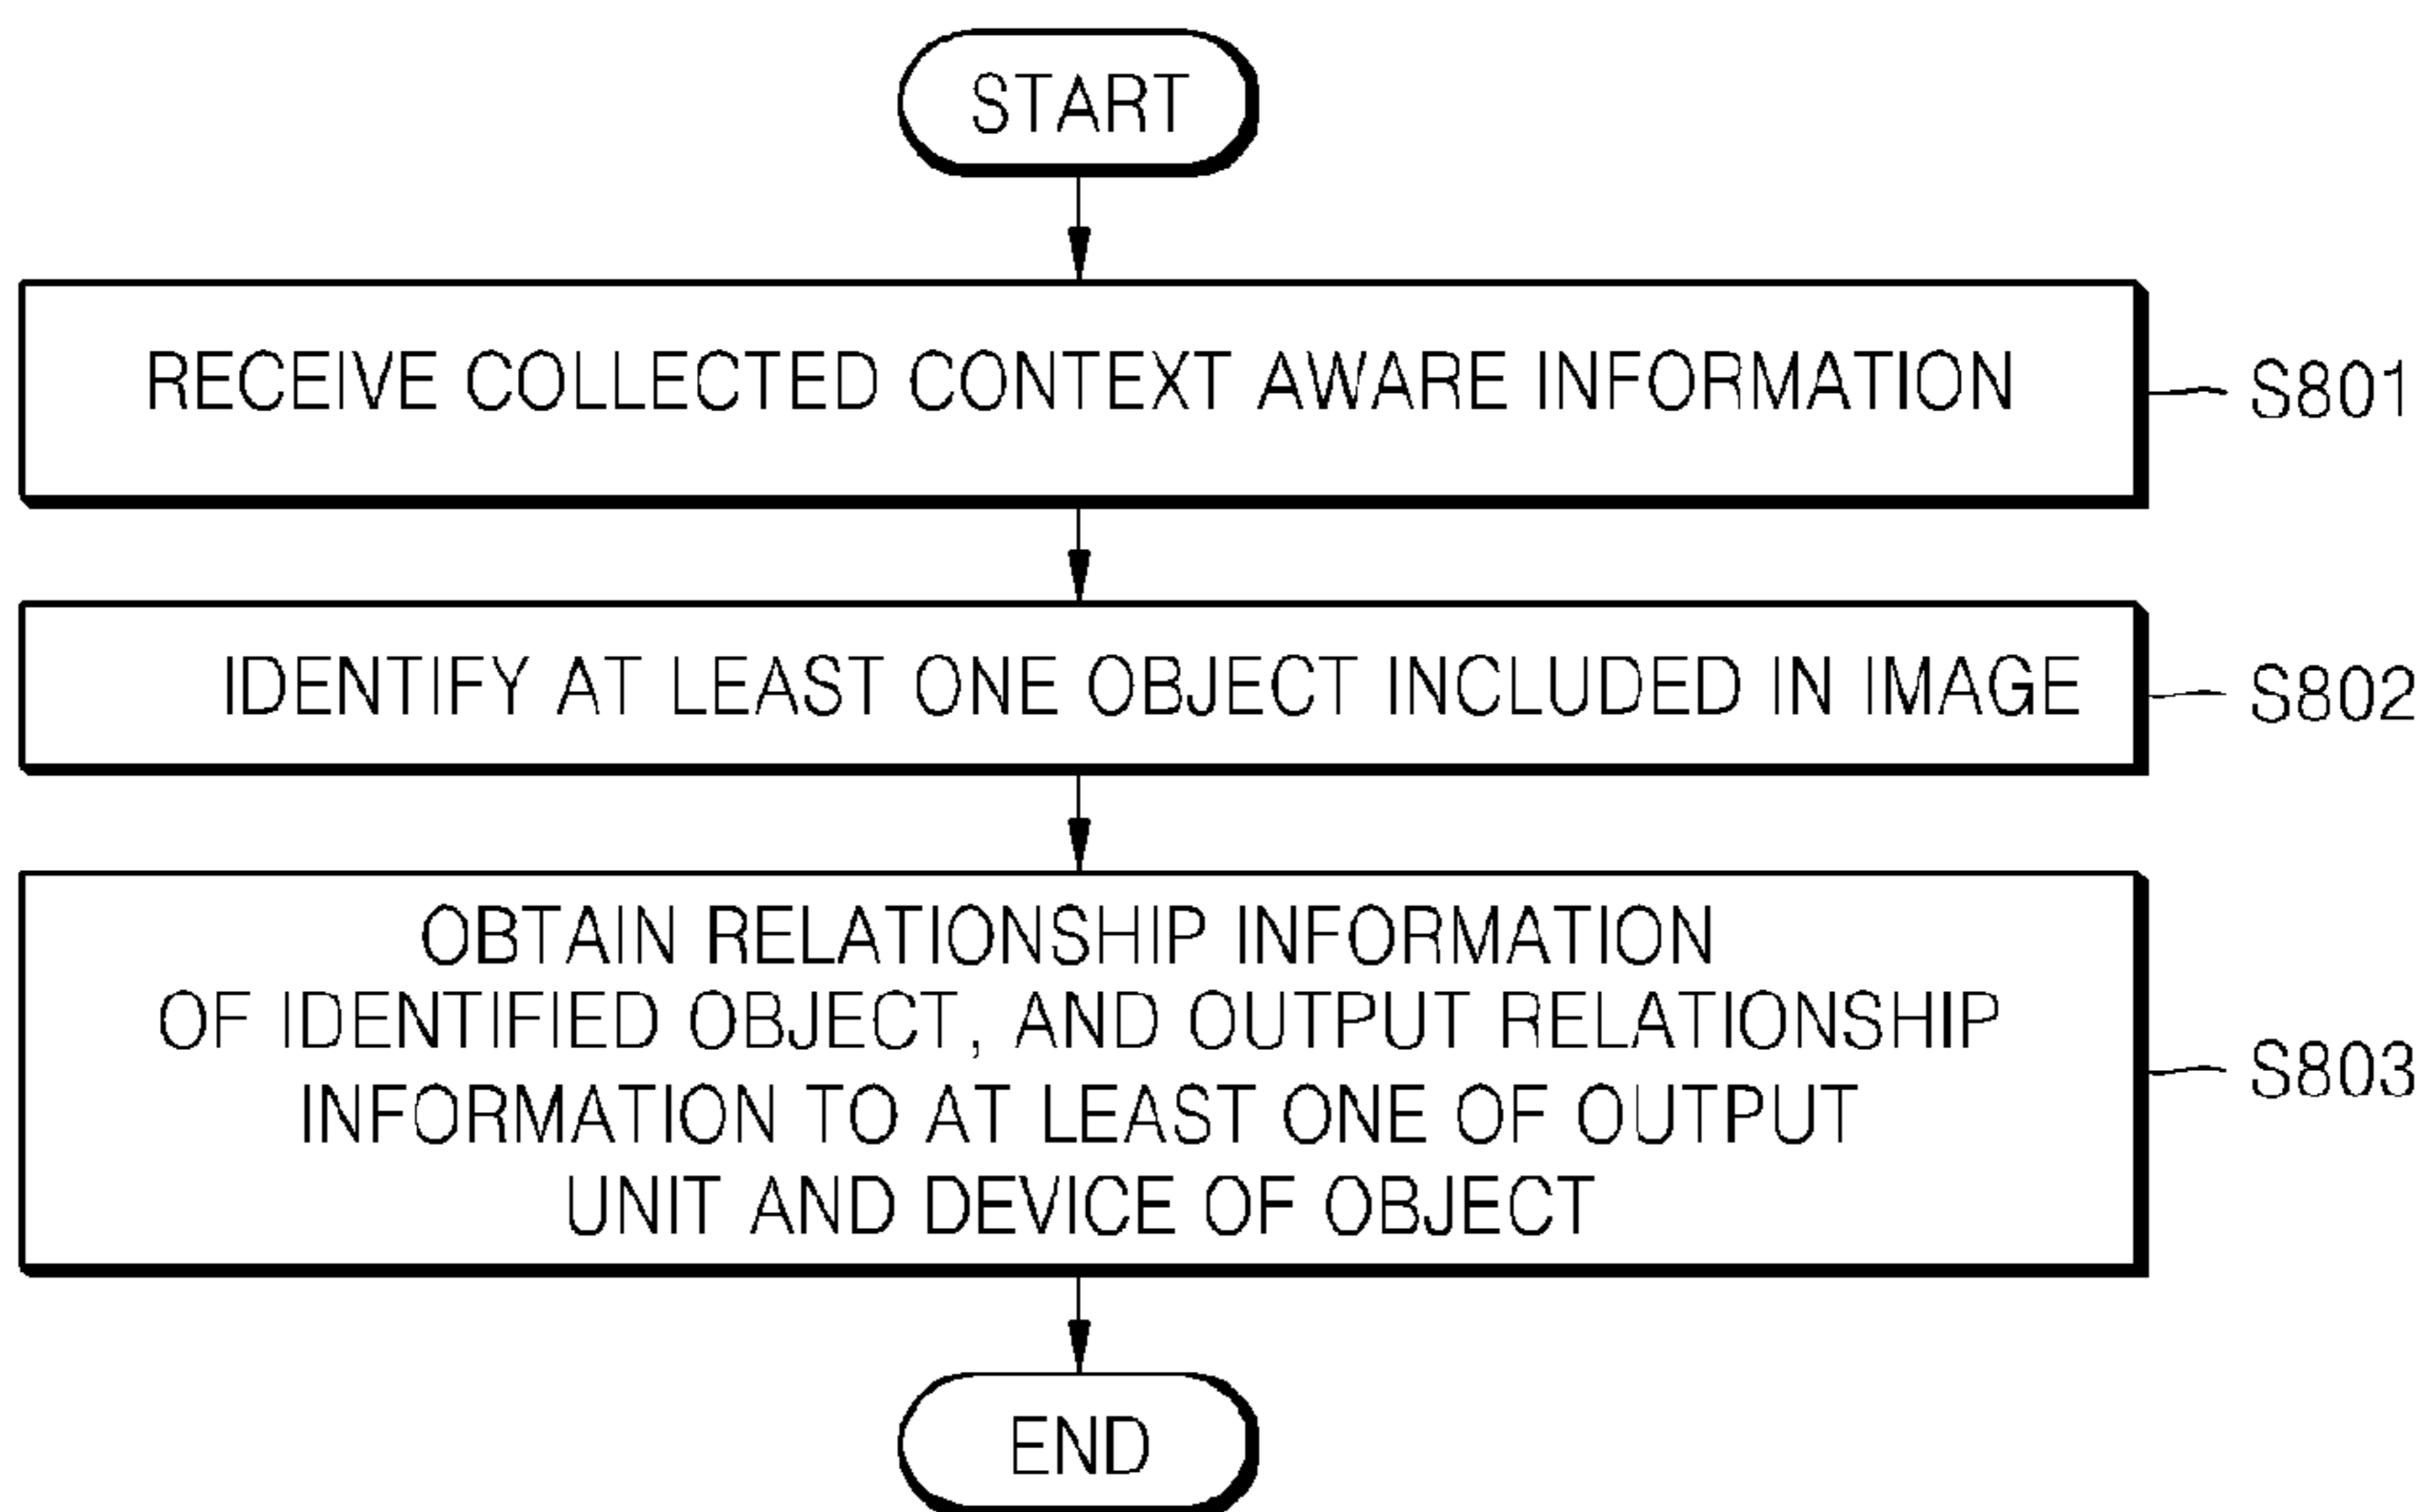 START
RECEIVE COLLECTED CONTEXT AWARE INFORMATION
S801
IDENTIFY AT LEAST ONE OBJECT INCLUDED IN IMAGE
S802
OBTAIN RELATIONSHIP INFORMATION
OF IDENTIFIED OBJECT, AND OUTPUT RELATIONSHIP
INFORMATION TO AT LEAST ONE OF OUTPUT
UNIT AND DEVICE OF OBJECT
S803
END